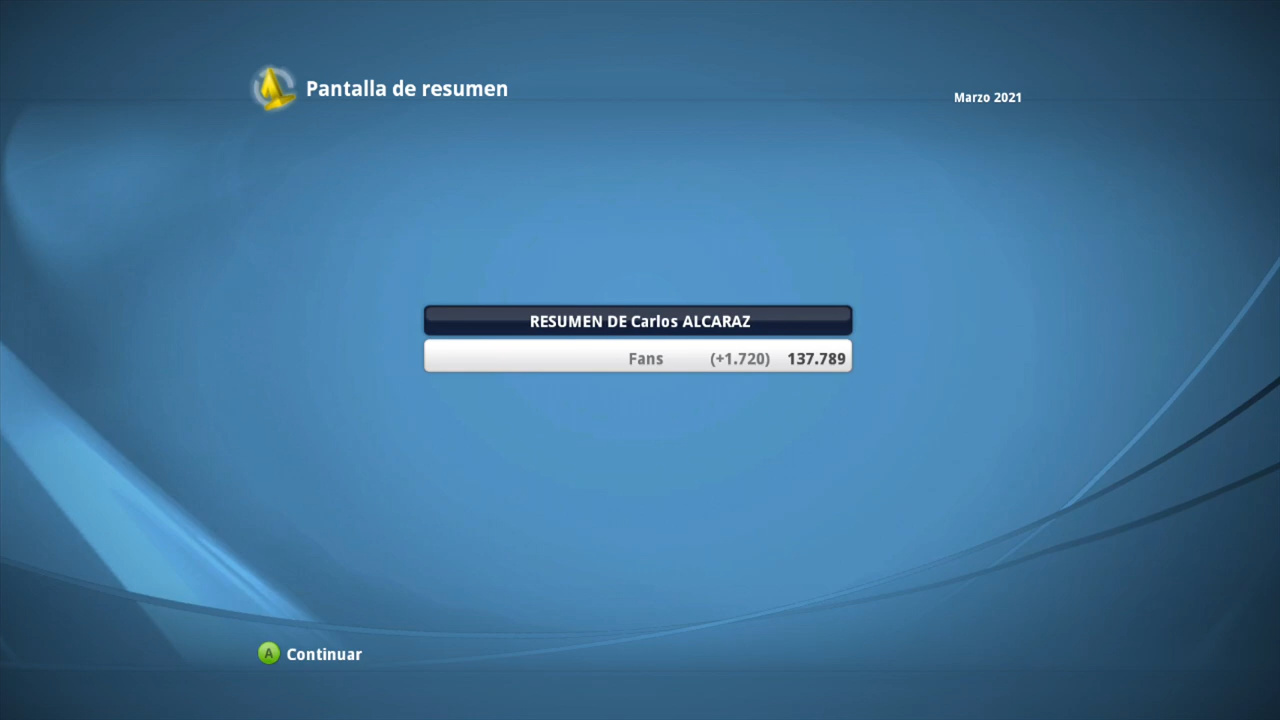 Pantalla de resumen
Marzo 2021
RESUMEN DE Carlos ALCARAZ
Fans (+1.720) 137.789
A Continuar